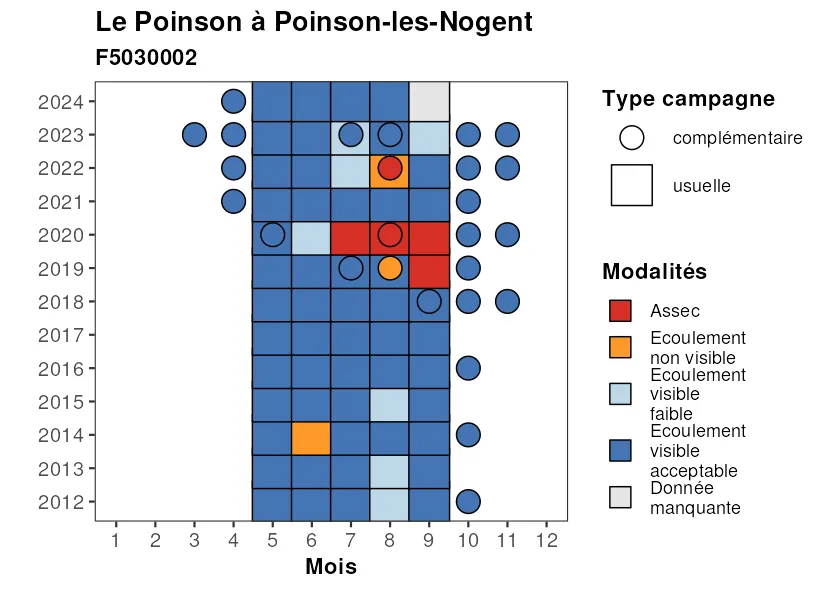 Le Poinson à Poinson-les-Nogent
F5030002
2024
2023
2022
2021
2020
2019
2018
2017
2016
2015
2014
2013
2012
1 2 3 4 5 6 7 8 9 10 11 12
Mois
Type campagne
complémentaire
usuelle
Modalités
Assec
Ecoulement
non visible
Ecoulement
visible
faible
Ecoulement
visible
acceptable
Donnée
manquante